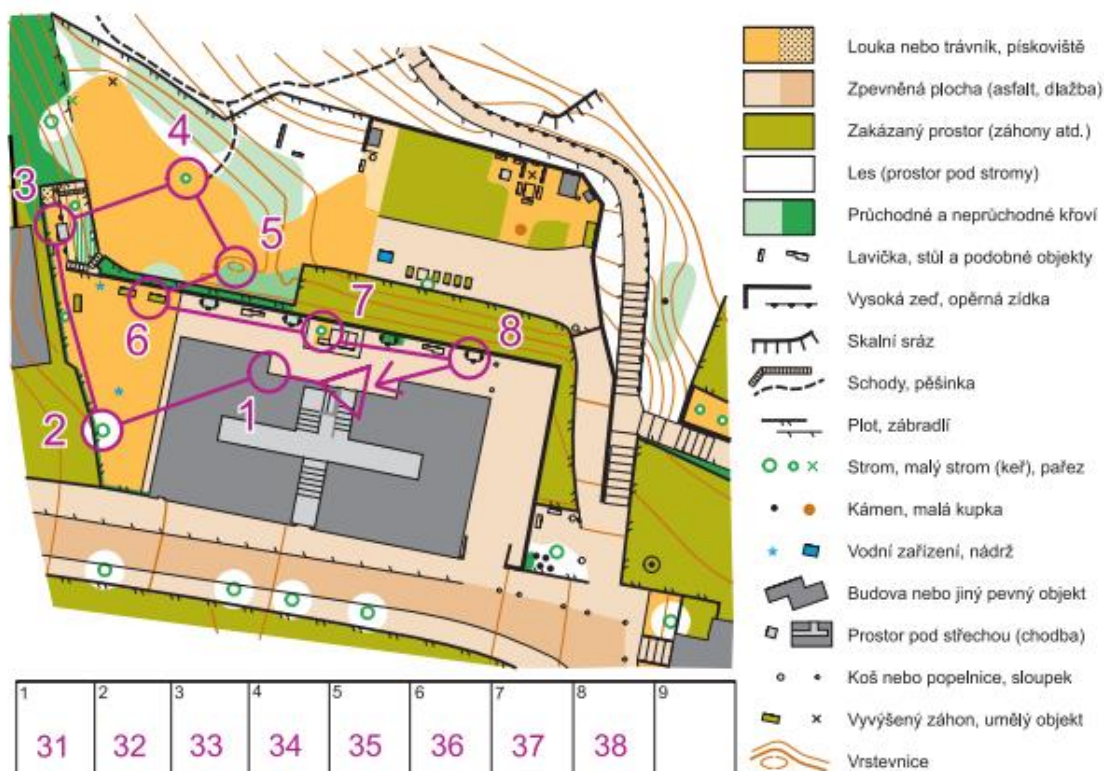 3
4
5
6
7
8
1
2
1 2 3 4 5 6 7 8 9
31 32 33 34 35 36 37 38
Louka nebo trávník, pískoviště
Zpevněná plocha (asfalt, dlažba)
Zakázaný prostor (záhony atd.)
Les (prostor pod stromy)
Průchodné a neprůchodné křoví
Lavička, stůl a podobné objekty
Vysoká zeď, opěrná zídka
Skalní sráz
Schody, pěšinka
Plot, zábradlí
Strom, malý strom (keř), pařez
Kámen, malá kupka
Vodní zařízení, nádrž
Budova nebo jiný pevný objekt
Prostor pod střechou (chodba)
Koš nebo popelnice, sloupek
Vyvýšený záhon, umělý objekt
Vrstevnice